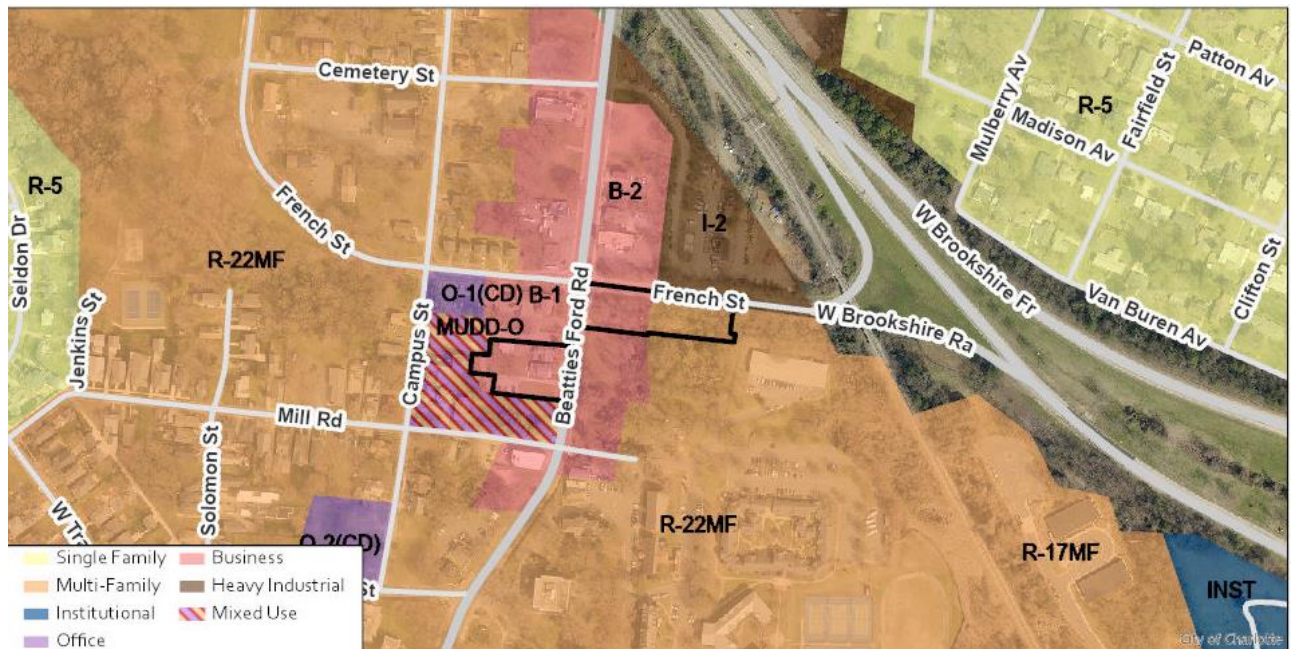 Cemetery St
French St
R-5
Seldon Dr
R-22MF
Jenkins St
Solomon St
Mill Rd
Campus St
O-1(CD) B-1
MUDD-O
Beatties Ford Rd
B-2
I-2
French St
W Brookshire Ra
W Brookshire Fr
Mulberry Av
Madison Av
Fairfield St
Patton Av
R-5
Van Buren Av
Clifton St
R-22MF
R-17MF
INST
W Tra
O-2(CD)
St
Single Family
Business
Multi-Family
Heavy Industrial
Institutional
Mixed Use
Office
City of Charlotte